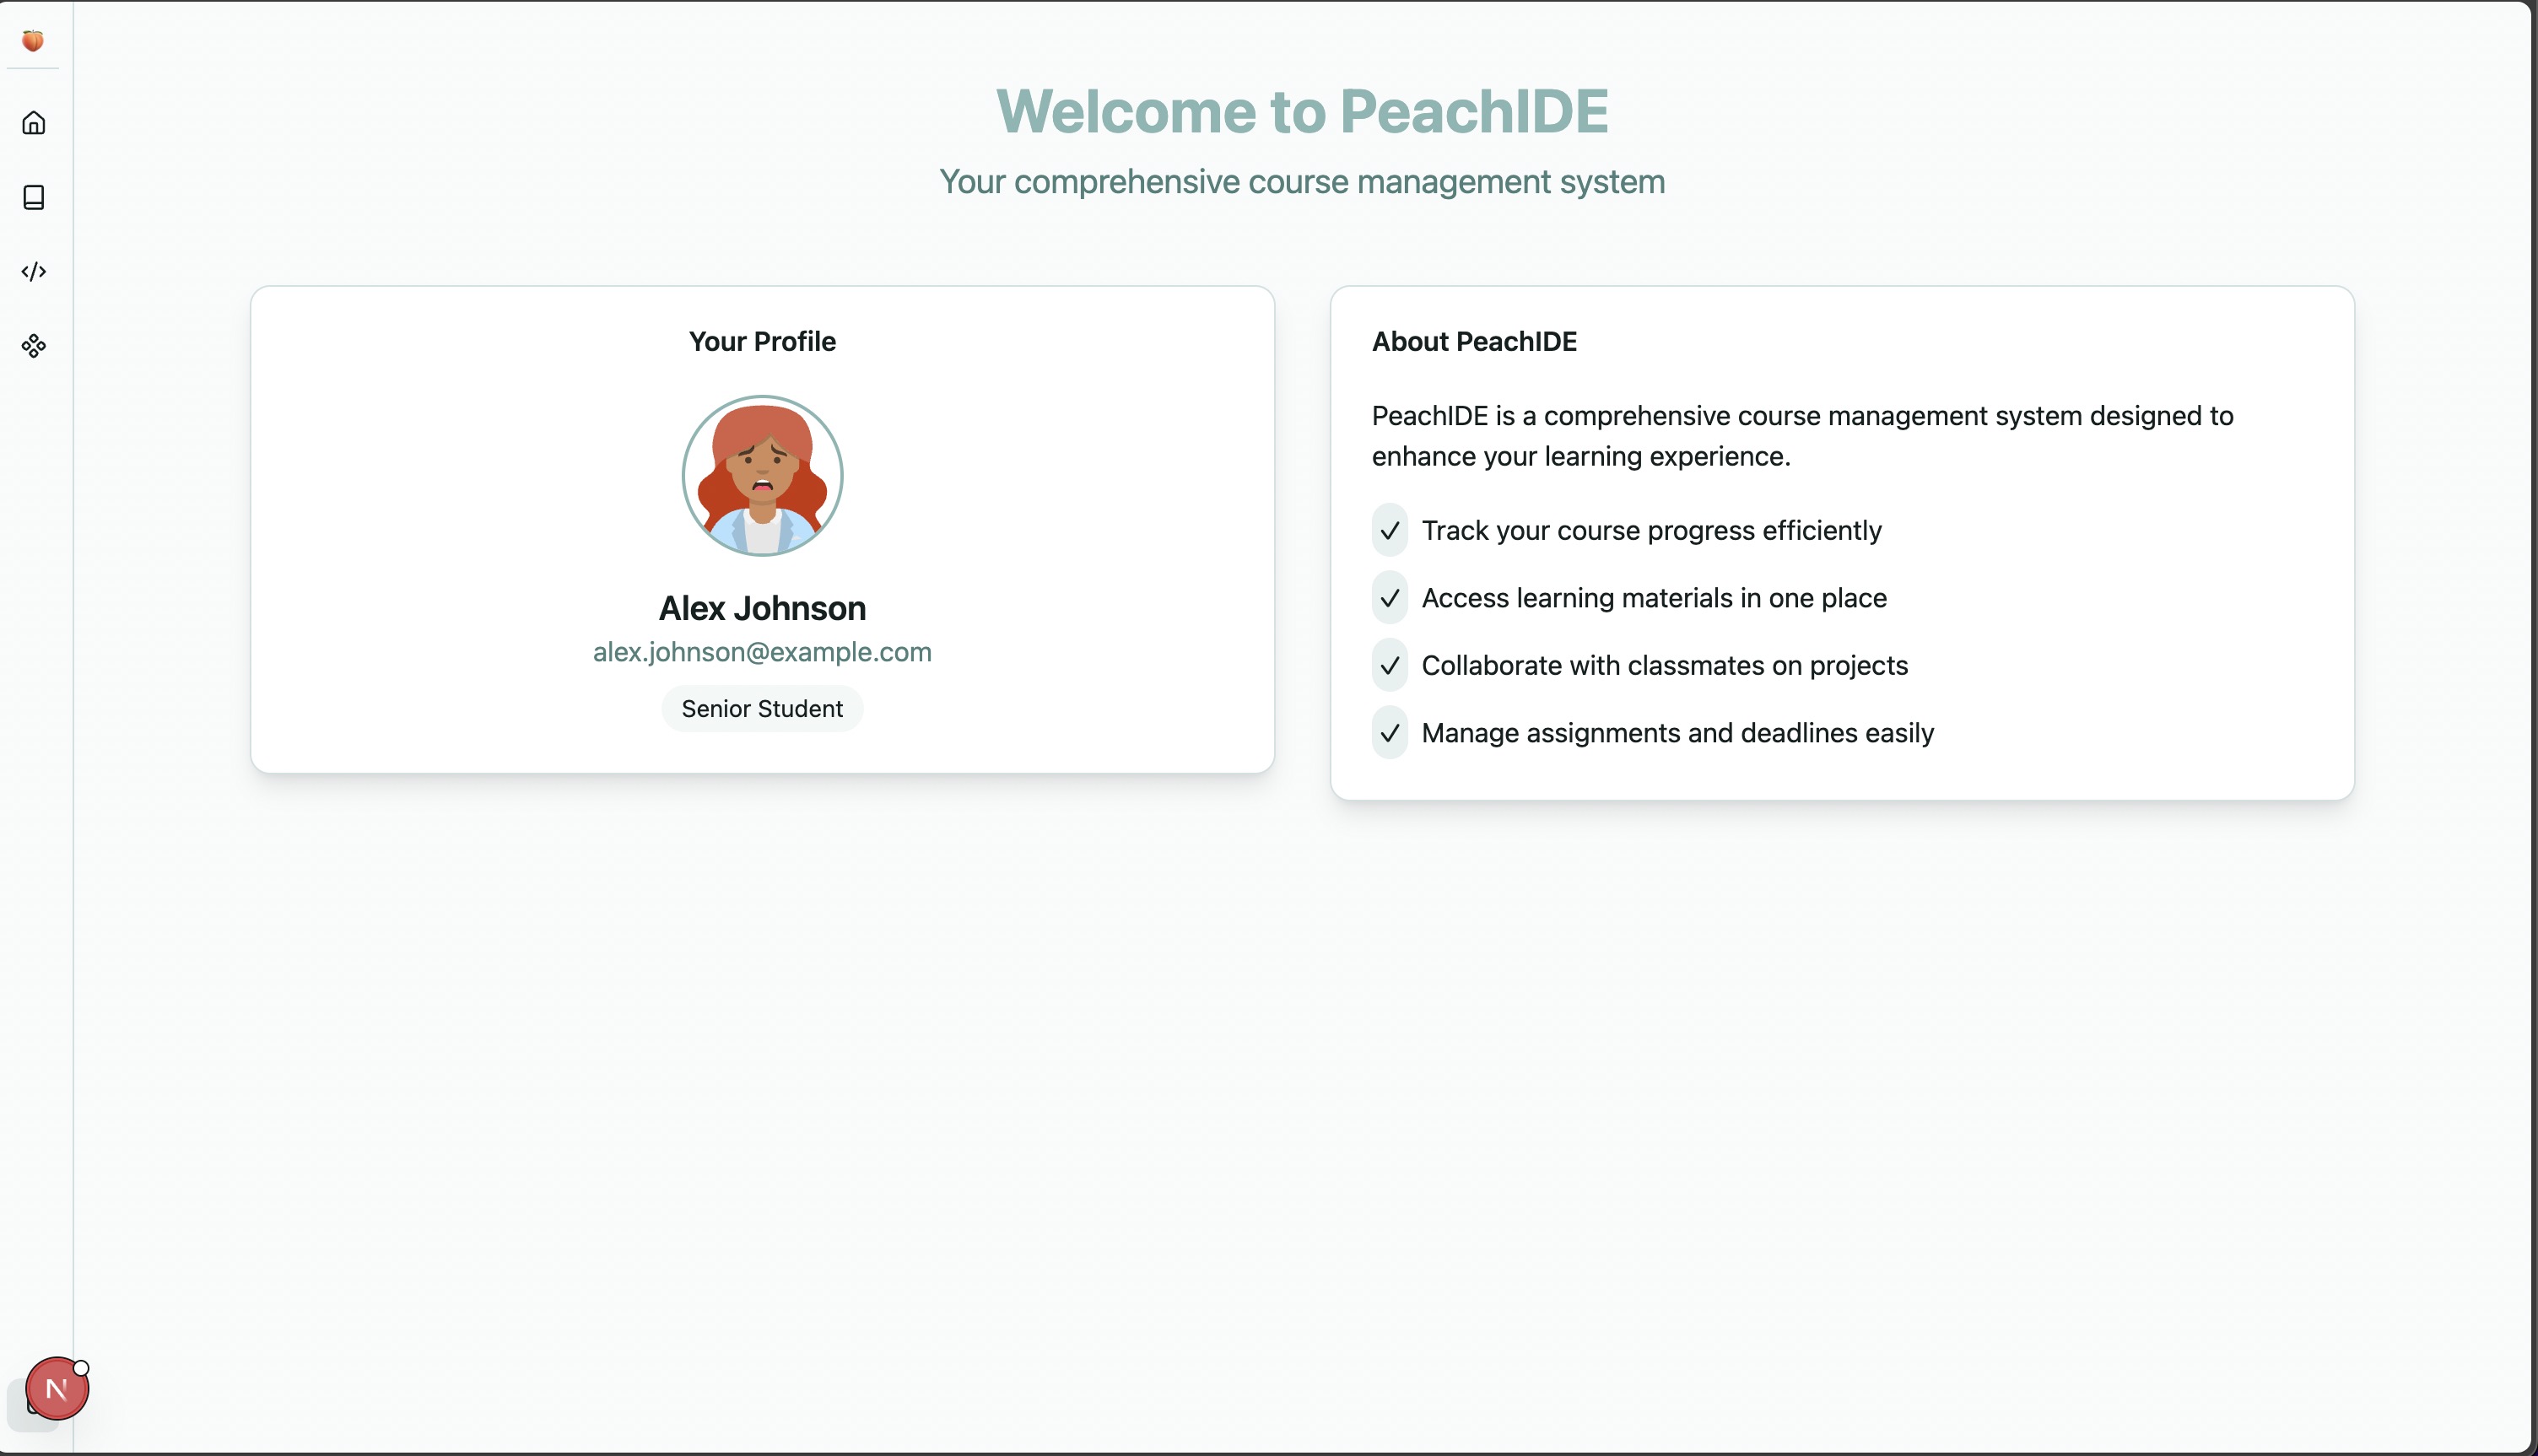 Welcome to PeachIDE
Your comprehensive course management system
Your Profile
Alex Johnson
alex.johnson@example.com
Senior Student
About PeachIDE
PeachIDE is a comprehensive course management system designed to
enhance your learning experience.
Track your course progress efficiently
Access learning materials in one place
Collaborate with classmates on projects
Manage assignments and deadlines easily
N